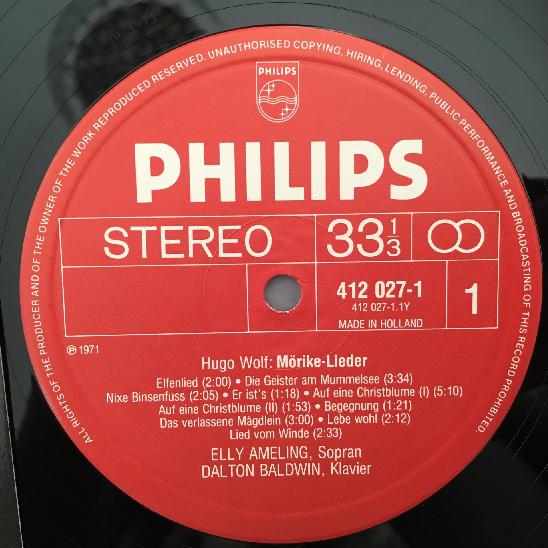 ALL RIGHTS OF THE PRODUCER AND OF THE OWNER OF THE WORK REPRODUCED RESERVED. UNAUTHORISED COPYING, HIRING, LENDING, PUBLIC PERFORMANCE AND BROADCASTING OF THIS RECORD PROHIBITED
PHILIPS
PHILIPS
STEREO 33 1/3
412 027-1 1
412 027-1.1Y
MADE IN HOLLAND
℗ 1971
Hugo Wolf: Mörike-Lieder
Elfenlied (2:00) • Die Geister am Mummelsee (3:34)
Nixe Binsenfuss (2:05) • Er ist's (1:18) • Auf eine Christblume (I) (5:10)
Auf eine Christblume (II) (1:53) • Begegnung (1:21)
Das verlassene Mägdlein (3:00) • Lebe wohl (2:12)
Lied vom Winde (2:33)
ELLY AMELING, Sopran
DALTON BALDWIN, Klavier